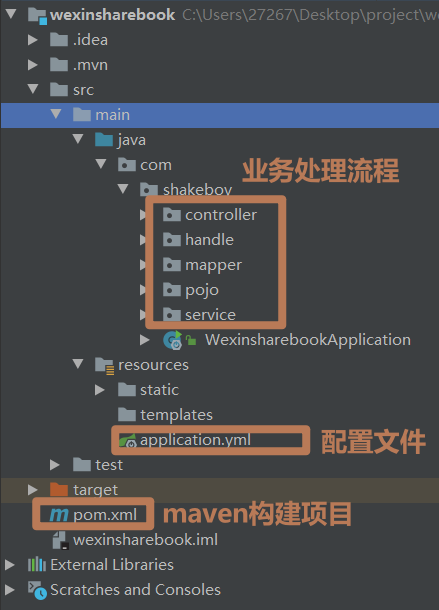 wexinsharebook C:\Users\27267\Desktop\project\we
.idea
.mvn
src
main
java
com
业务处理流程
shakeboy
controller
handle
mapper
pojo
service
WexinsharebookApplication
resources
static
templates
application.yml 配置文件
test
target
pom.xml maven构建项目
wexinsharebook.iml
External Libraries
Scratches and Consoles